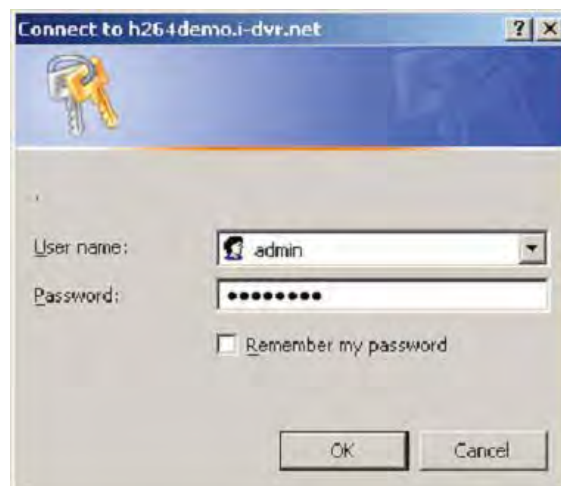 Connect to h264demo.i-dvr.net
User name:
admin
Password:
••••••••
Remember my password
OK
Cancel